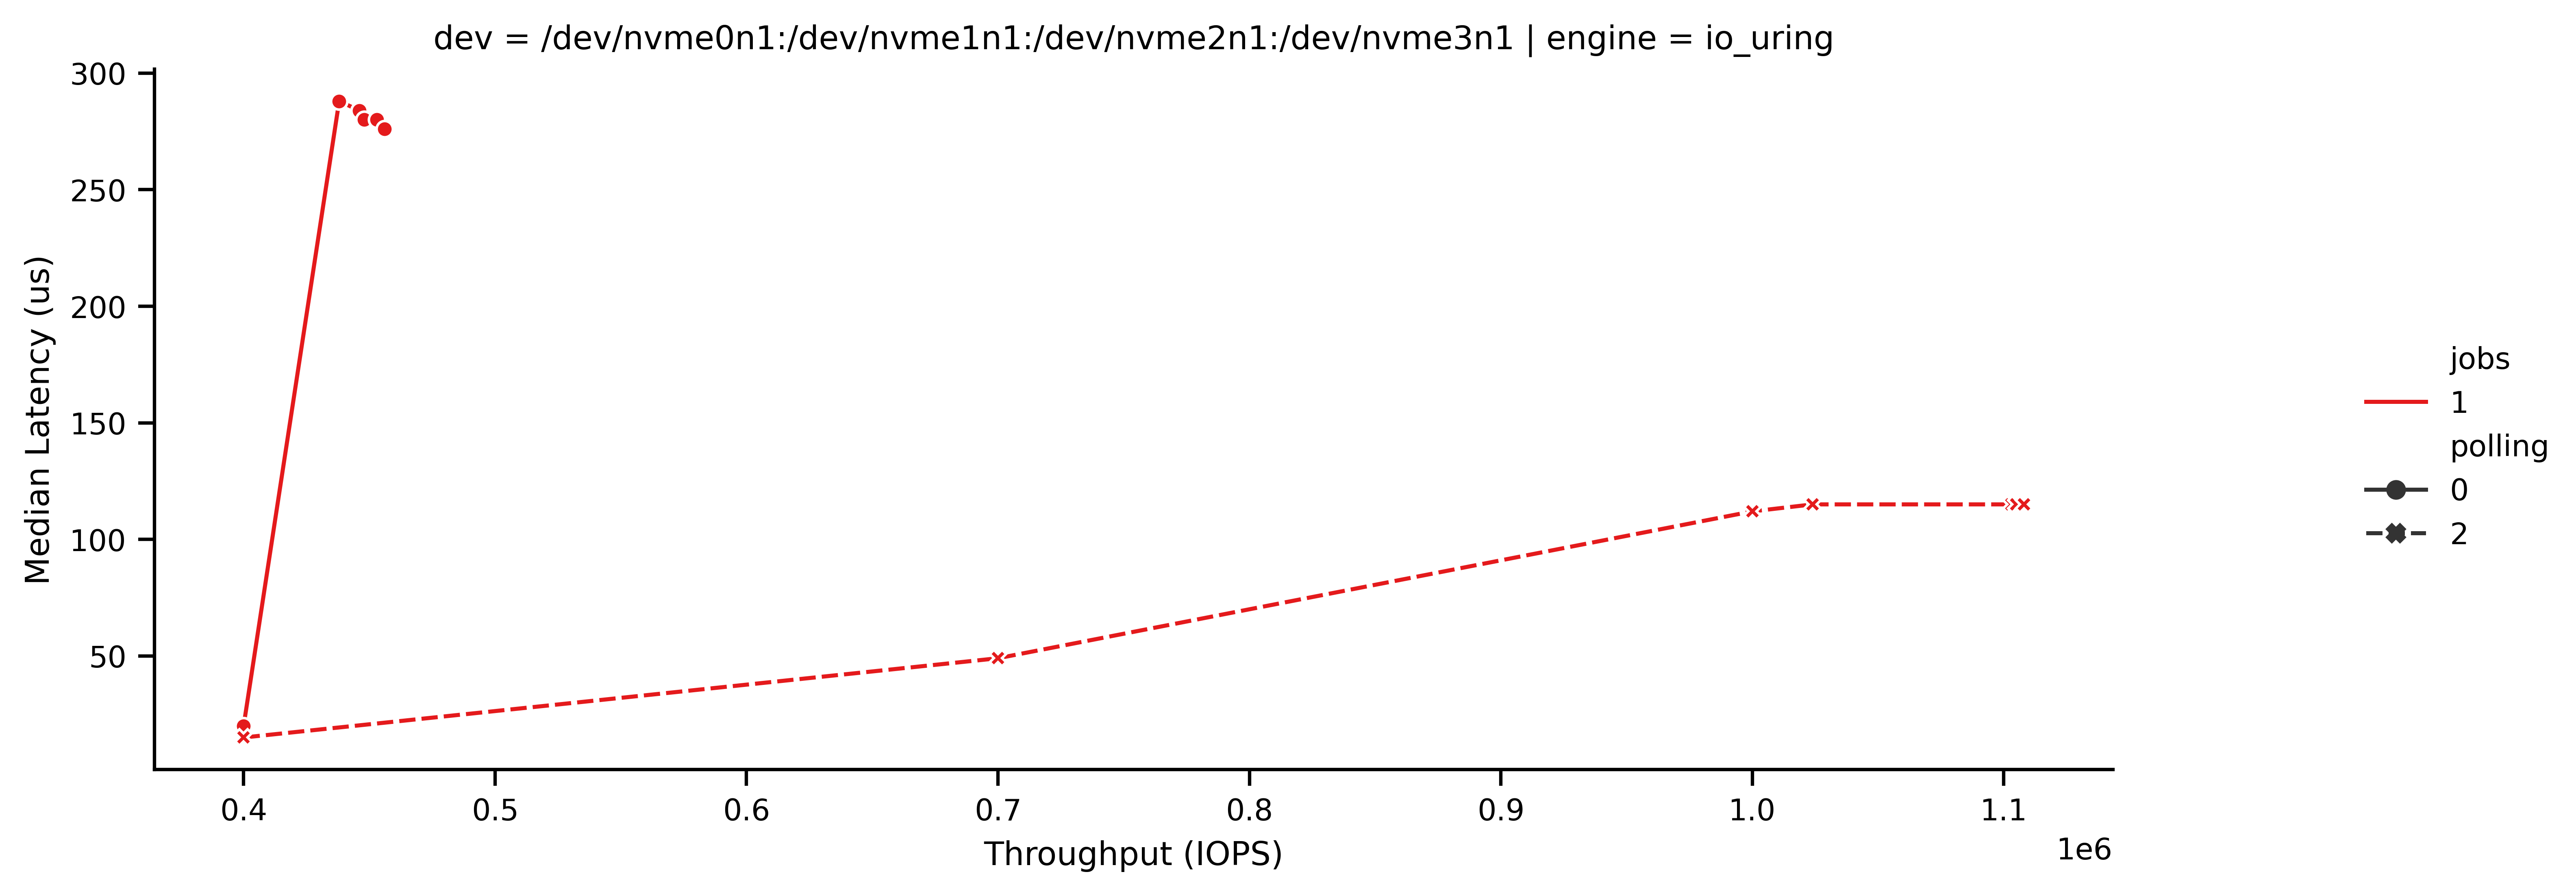 dev = /dev/nvme0n1:/dev/nvme1n1:/dev/nvme2n1:/dev/nvme3n1 | engine = io_uring
Median Latency (us)
300
250
200
150
100
50
0.4 0.5 0.6 0.7 0.8 0.9 1.0 1.1
1e6
Throughput (IOPS)
jobs
1
polling
0
2